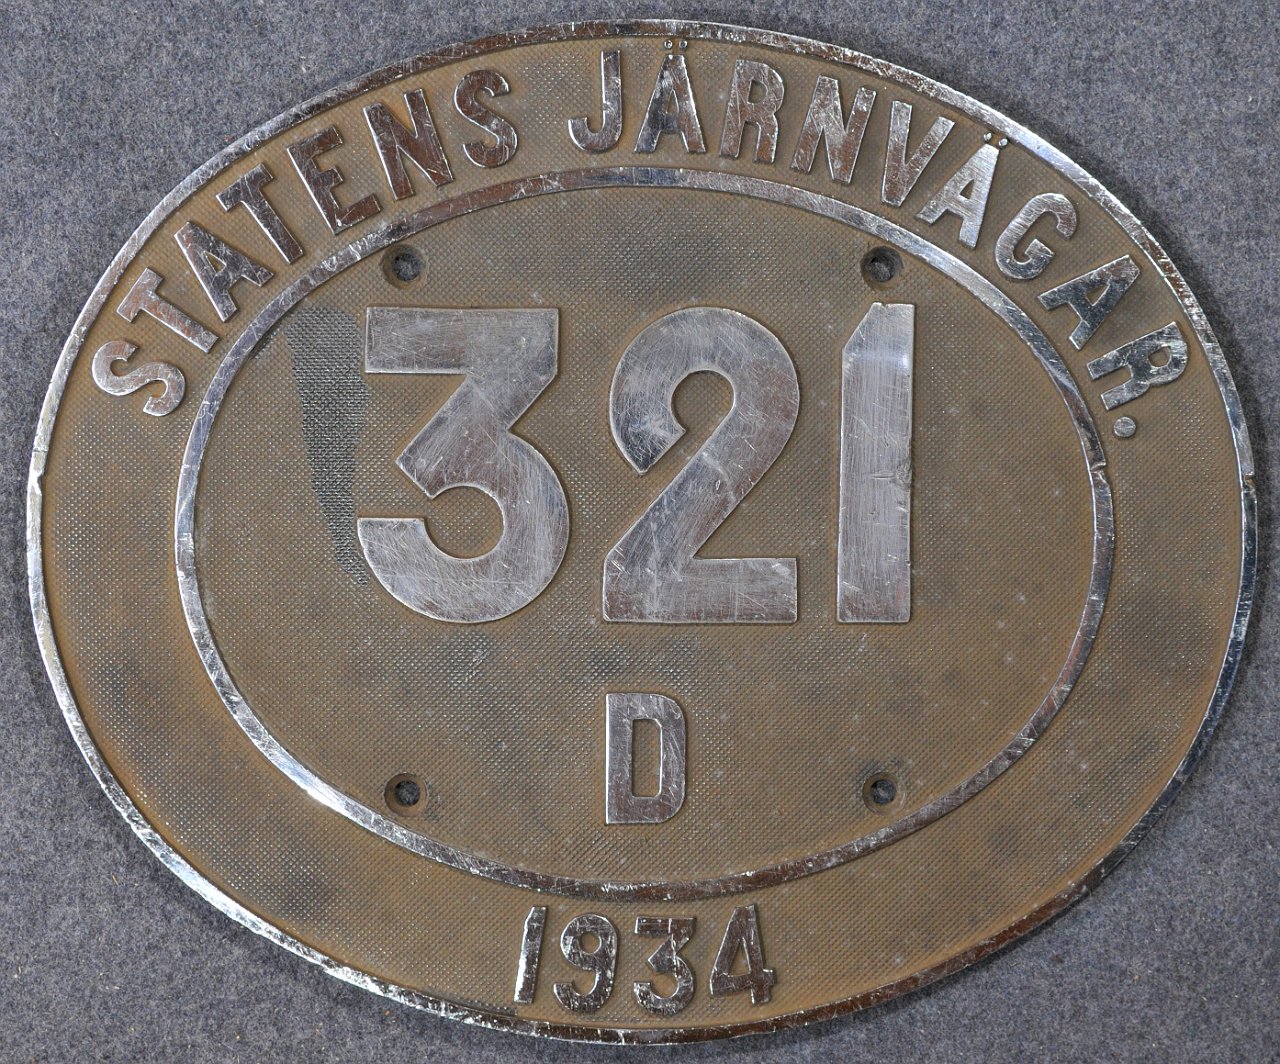 STATENS JÄRNVÄGAR.
321
D
1934